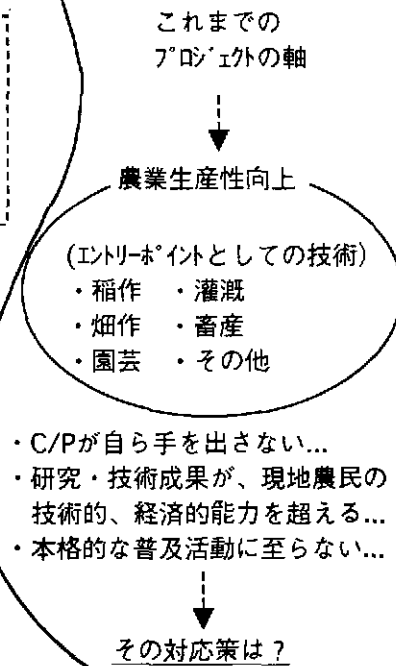 これまでの
プロジェクトの軸
農業生産性向上
(エントリーポイントとしての技術)
・稲作 ・灌漑
・畑作 ・畜産
・園芸 ・その他
・C/Pが自ら手を出さない...
・研究・技術成果が、現地農民の
技術的、経済的能力を超える...
・本格的な普及活動に至らない...
その対応策は？